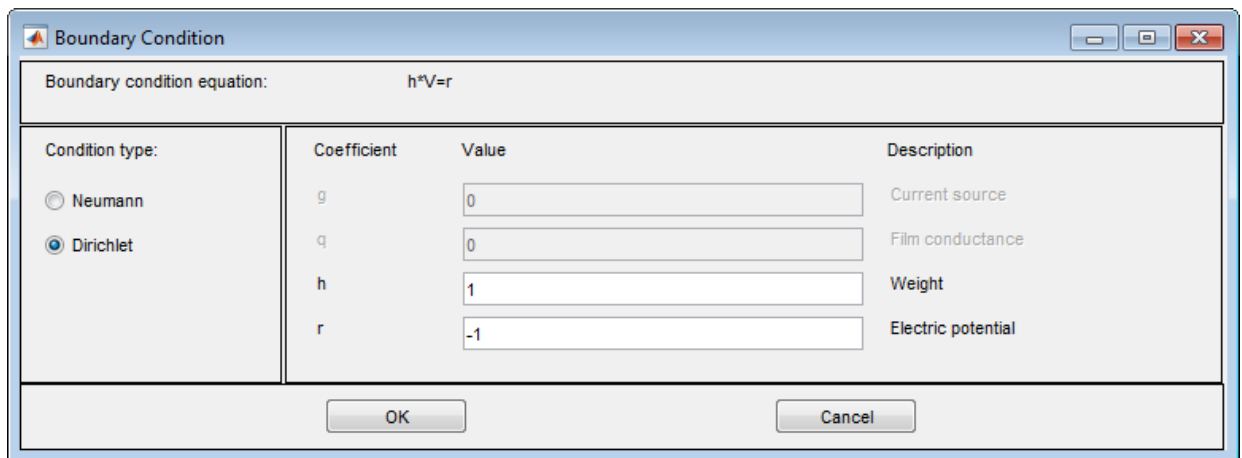 Boundary Condition
Boundary condition equation: h*V=r
Condition type:
Neumann
Dirichlet
Coefficient Value Description
g 0 Current source
q 0 Film conductance
h 1 Weight
r -1 Electric potential
OK Cancel